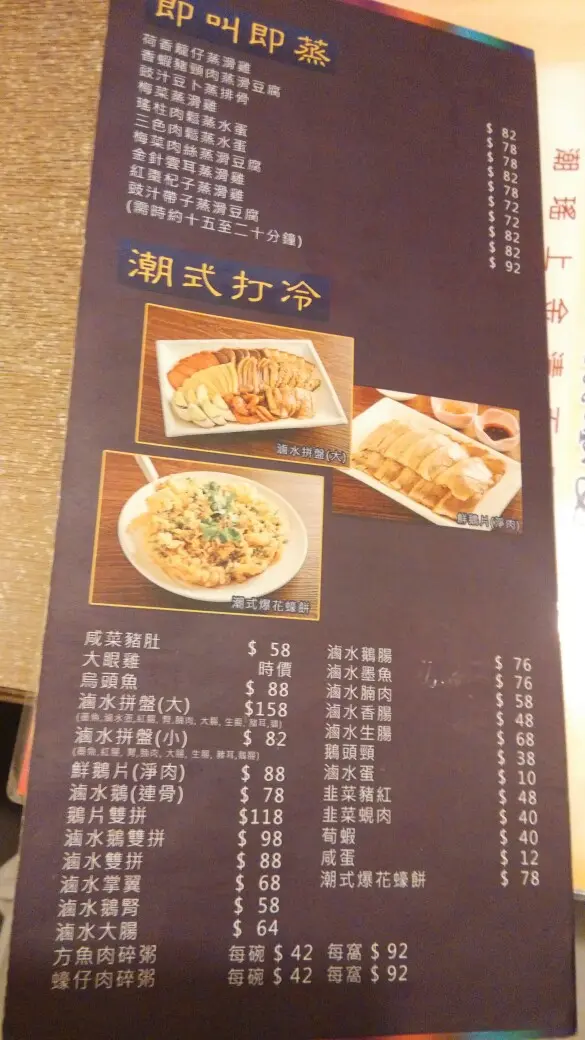 即叫即蒸
荷香籠仔蒸滑雞 $ 82
香蝦豬頸肉蒸滑豆腐 $ 78
豉汁豆卜蒸排骨 $ 78
梅菜蒸滑雞 $ 82
瑤柱肉鬆蒸水蛋 $ 78
三色肉鬆蒸水蛋 $ 72
梅菜肉絲蒸滑豆腐 $ 72
金針雲耳蒸滑雞 $ 82
紅棗杞子蒸滑雞 $ 82
豉汁帶子蒸滑豆腐 $ 92
(需時約十五至二十分鐘)
潮式打冷
滷水拼盤(大)
鮮鵝片(淨肉)
潮式爆花蠔餅
咸菜豬肚 $ 58
大眼雞 時價
烏頭魚 $ 88
滷水拼盤(大) $158
滷水拼盤(小) $ 82
鮮鵝片(淨肉) $ 88
滷水鵝(連骨) $ 78
鵝片雙拼 $118
滷水鵝雙拼 $ 98
滷水雙拼 $ 88
滷水掌翼 $ 68
滷水鵝腎 $ 58
滷水大腸 $ 64
方魚肉碎粥 每碗 $ 42 每窩 $ 92
蠔仔肉碎粥 每碗 $ 42 每窩 $ 92
滷水鵝腸 $ 76
滷水墨魚 $ 76
滷水腩肉 $ 58
滷水香腸 $ 48
滷水生腸 $ 68
鵝頭頸 $ 38
滷水蛋 $ 10
韭菜豬紅 $ 48
韭菜蜆肉 $ 40
荀蝦 $ 40
咸蛋 $ 12
潮式爆花蠔餅 $ 78